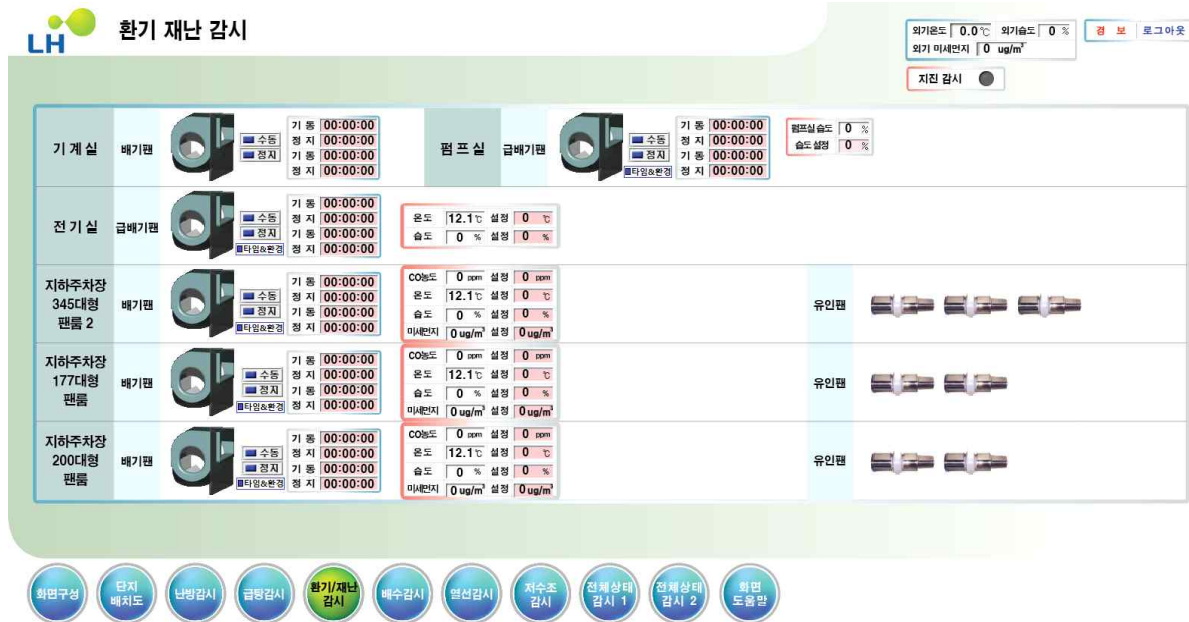 LH
환기 재난 감시
외기온도 0.0℃ 외기습도 0 %
외기 미세먼지 0 ug/m³
경 보 로그아웃
지진 감시
기계실 배기팬
수동
정지
기 동 00:00:00
정 지 00:00:00
기 동 00:00:00
정 지 00:00:00
펌프실 급배기팬
수동
정지
타임&환경
기 동 00:00:00
정 지 00:00:00
기 동 00:00:00
정 지 00:00:00
펌프실습도 0 %
습도설정 0 %
전기실 급배기팬
수동
정지
타임&환경
기 동 00:00:00
정 지 00:00:00
기 동 00:00:00
정 지 00:00:00
온도 12.1℃ 설정 0 ℃
습도 0 % 설정 0 %
지하주차장
345대형
팬룸 2
배기팬
수동
정지
타임&환경
기 동 00:00:00
정 지 00:00:00
기 동 00:00:00
정 지 00:00:00
CO농도 0 ppm 설정 0 ppm
온도 12.1℃ 설정 0 ℃
습도 0 % 설정 0 %
미세먼지 0 ug/m³ 설정 0 ug/m³
유인팬
지하주차장
177대형
팬룸
배기팬
수동
정지
타임&환경
기 동 00:00:00
정 지 00:00:00
기 동 00:00:00
정 지 00:00:00
CO농도 0 ppm 설정 0 ppm
온도 12.1℃ 설정 0 ℃
습도 0 % 설정 0 %
미세먼지 0 ug/m³ 설정 0 ug/m³
유인팬
지하주차장
200대형
팬룸
배기팬
수동
정지
타임&환경
기 동 00:00:00
정 지 00:00:00
기 동 00:00:00
정 지 00:00:00
CO농도 0 ppm 설정 0 ppm
온도 12.1℃ 설정 0 ℃
습도 0 % 설정 0 %
미세먼지 0 ug/m³ 설정 0 ug/m³
유인팬
화면구성
단지
배치도
난방감시
급탕감시
환기/재난
감시
배수감시
열선감시
저수조
감시
전체상태
감시 1
전체상태
감시 2
화면
도움말